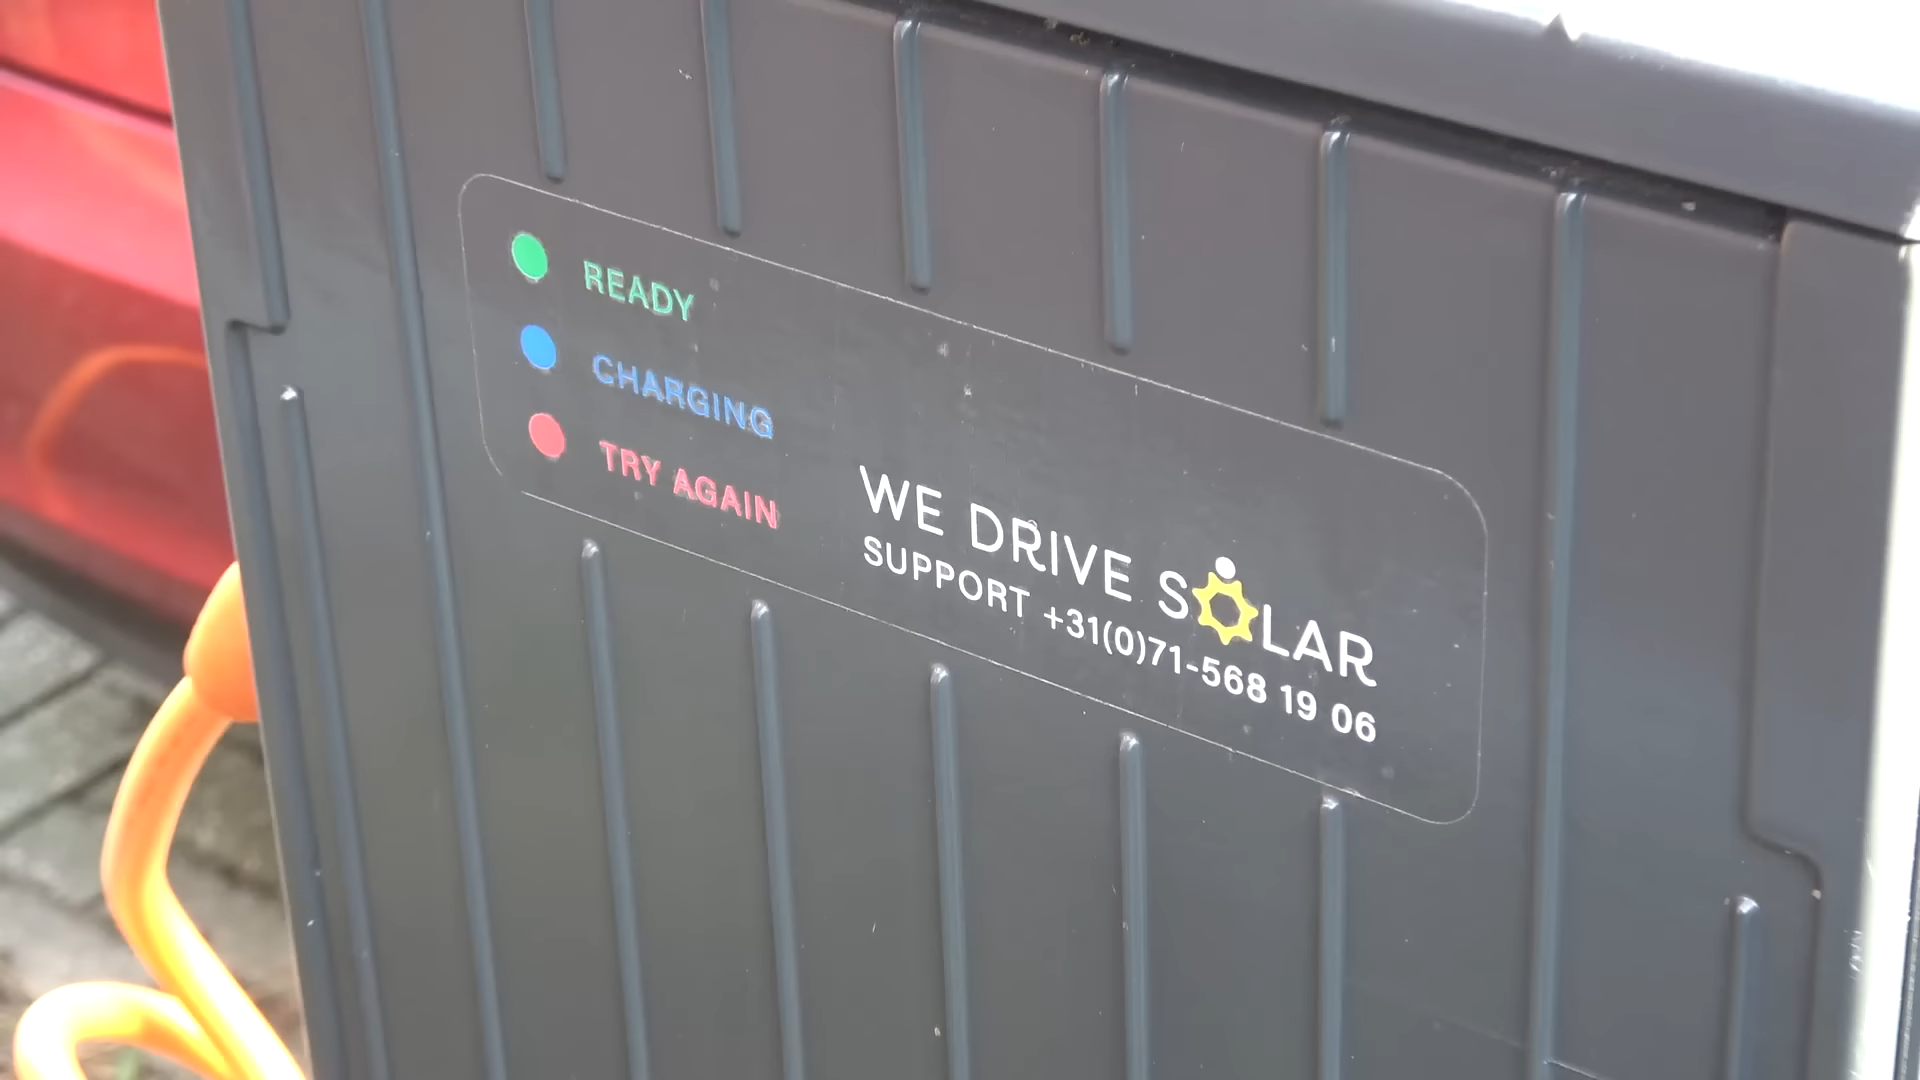 READY
CHARGING
TRY AGAIN
WE DRIVE SOLAR
SUPPORT +31(0)71-568 19 06